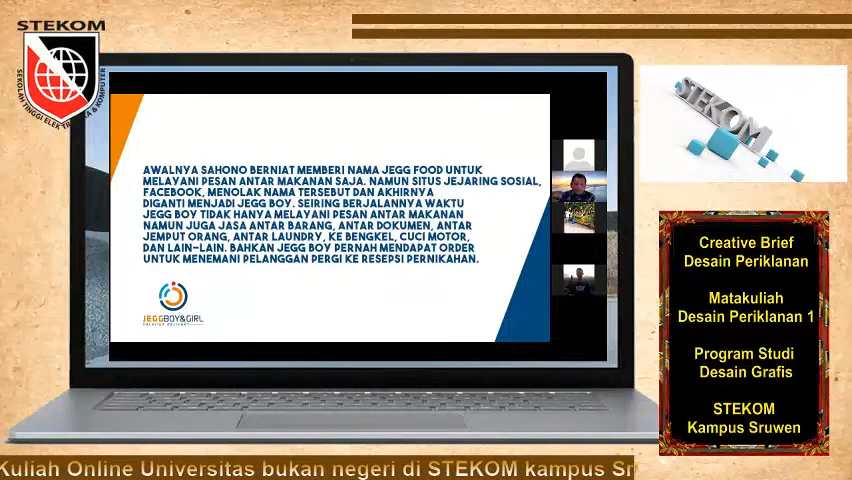 STEKOM
SEKOLAH TINGGI ELEKTRONIKA & KOMPUTER
AWALNYA SAHONO BERNIAT MEMBERI NAMA JEGG FOOD UNTUK
MELAYANI PESAN ANTAR MAKANAN SAJA. NAMUN SITUS JEJARING SOSIAL,
FACEBOOK, MENOLAK NAMA TERSEBUT DAN AKHIRNYA
DIGANTI MENJADI JEGG BOY. SEIRING BERJALANNYA WAKTU
JEGG BOY TIDAK HANYA MELAYANI PESAN ANTAR MAKANAN
NAMUN JUGA JASA ANTAR BARANG, ANTAR DOKUMEN, ANTAR
JEMPUT ORANG, ANTAR LAUNDRY, KE BENGKEL, CUCI MOTOR,
DAN LAIN-LAIN. BAHKAN JEGG BOY PERNAH MENDAPAT ORDER
UNTUK MENEMANI PELANGGAN PERGI KE RESEPSI PERNIKAHAN.
JEGGBOY&GIRL
STEKOM
Creative Brief
Desain Periklanan
Matakuliah
Desain Periklanan 1
Program Studi
Desain Grafis
STEKOM
Kampus Sruwen
Kuliah Online Universitas bukan negeri di STEKOM kampus Sr